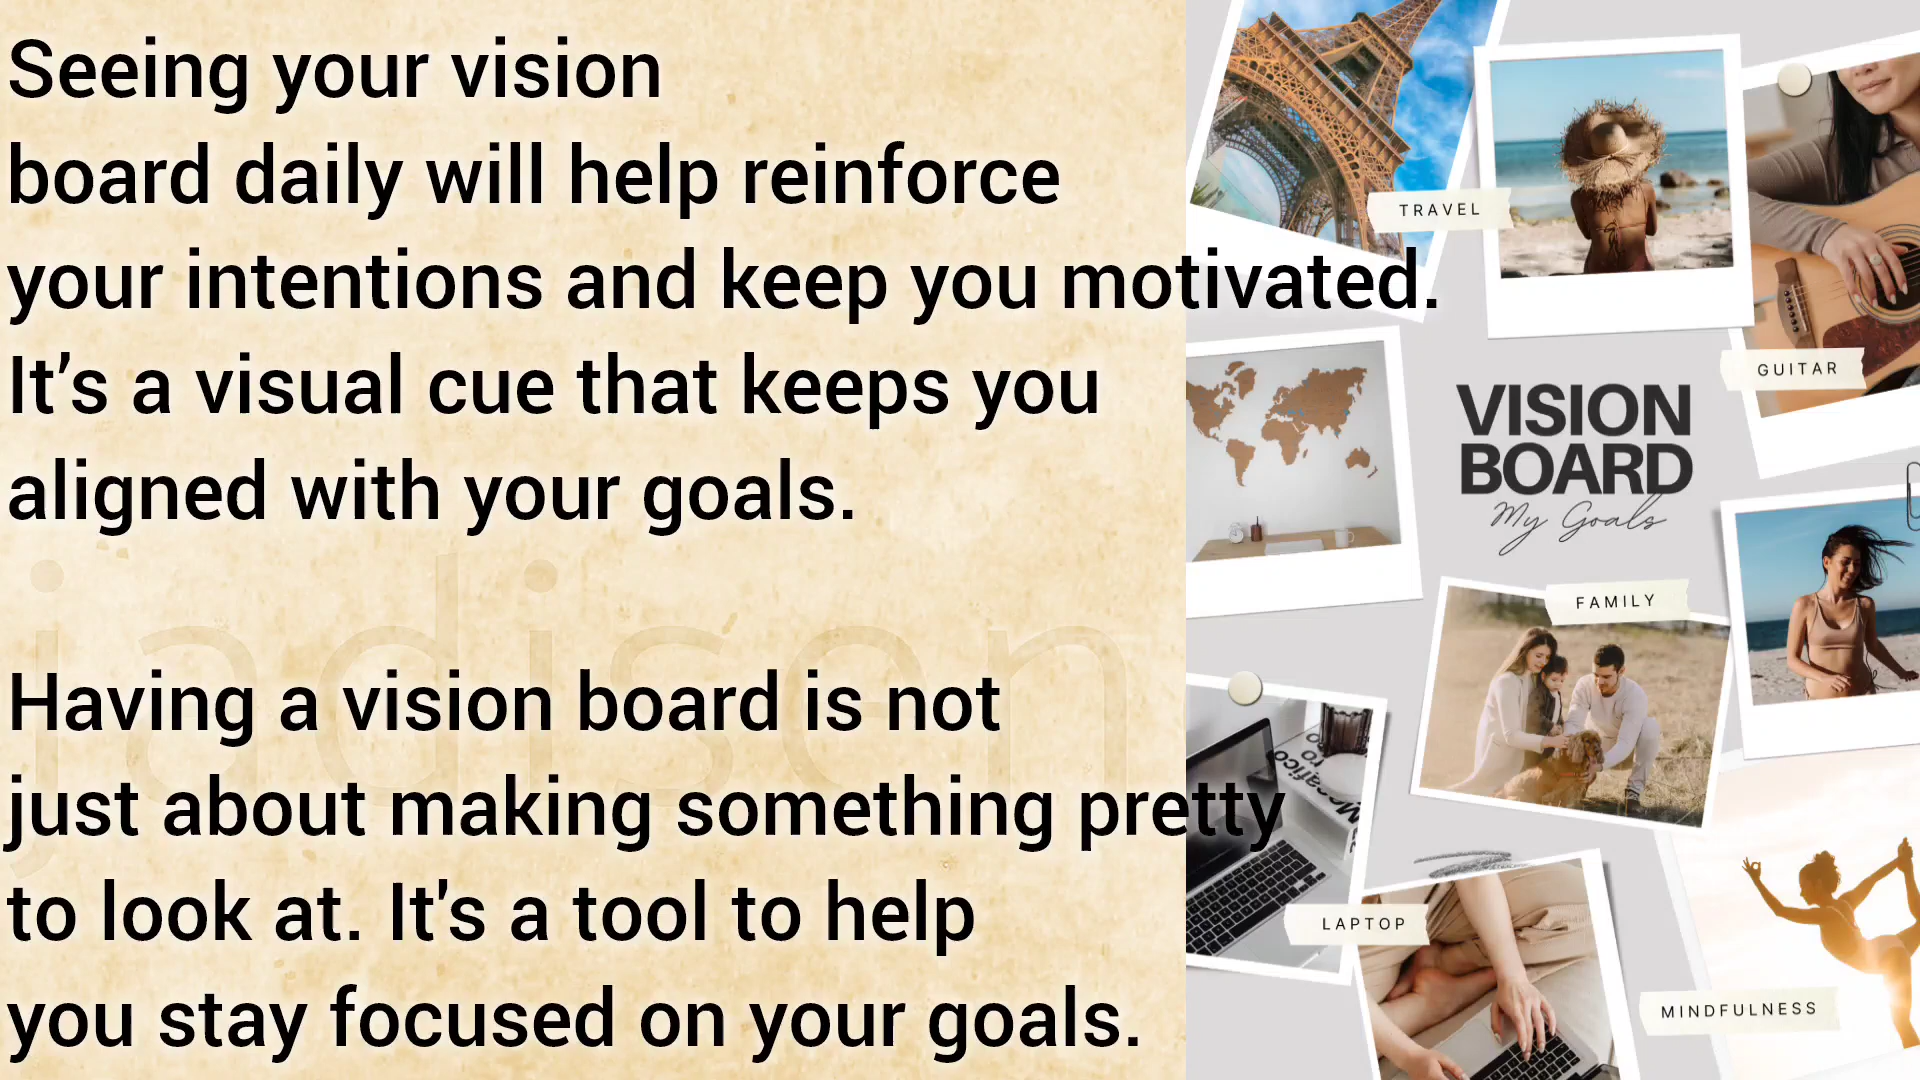 Seeing your vision
board daily will help reinforce
your intentions and keep you motivated.
It’s a visual cue that keeps you
aligned with your goals.
Having a vision board is not
just about making something pretty
to look at. It's a tool to help
you stay focused on your goals.
jadisen
TRAVEL
GUITAR
VISION
BOARD
My Goals
FAMILY
LAPTOP
MINDFULNESS